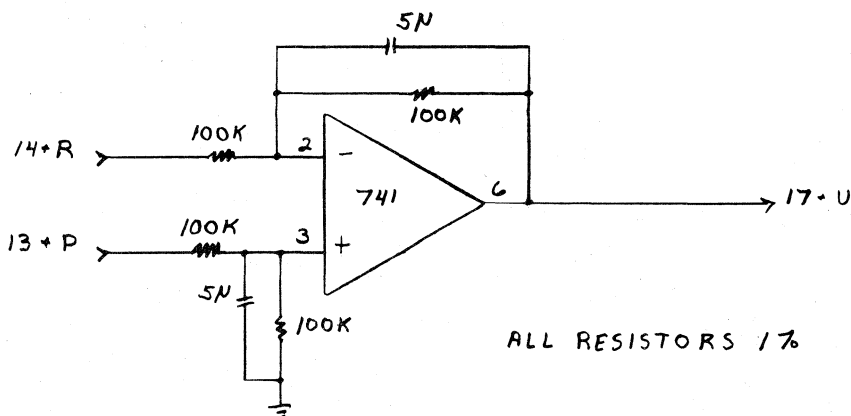 5N
100K
100K
14+R
2
-
741
6
17+U
100K
3
13+P
+
5N
100K
ALL RESISTORS 1%